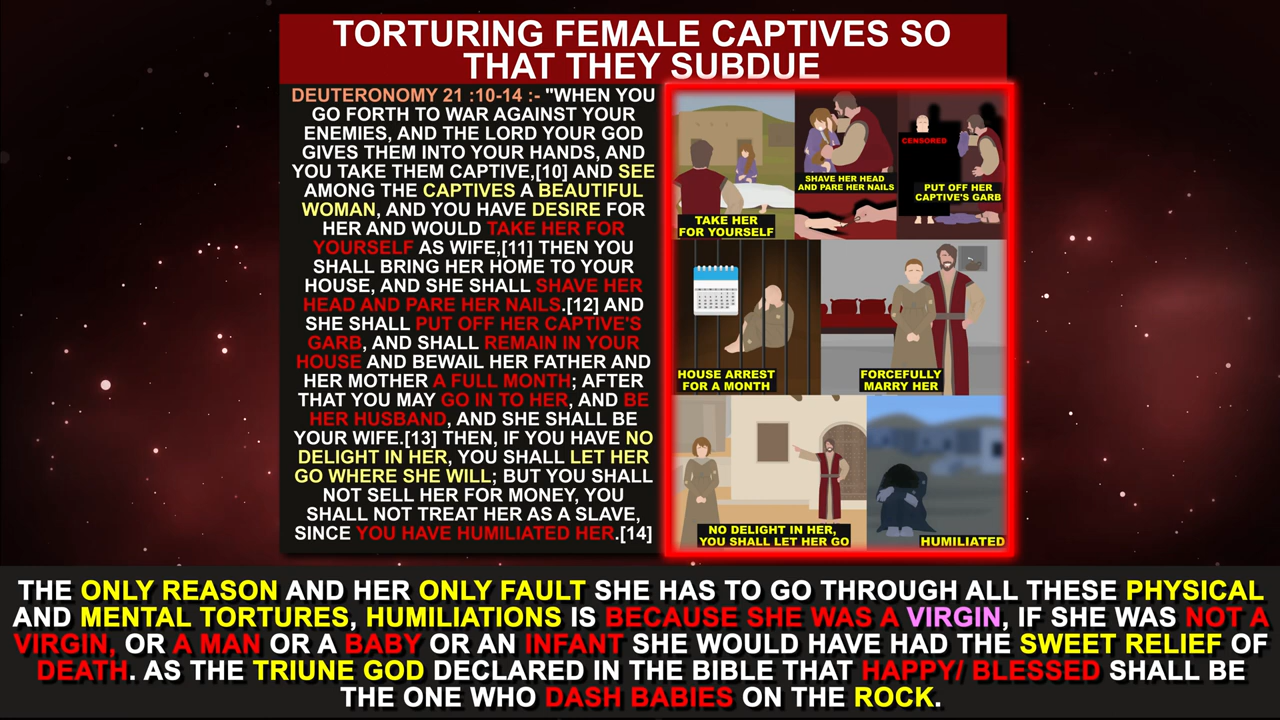 TORTURING FEMALE CAPTIVES SO
THAT THEY SUBDUE
DEUTERONOMY 21 :10-14 :- "WHEN YOU
GO FORTH TO WAR AGAINST YOUR
ENEMIES, AND THE LORD YOUR GOD
GIVES THEM INTO YOUR HANDS, AND
YOU TAKE THEM CAPTIVE,[10] AND SEE
AMONG THE CAPTIVES A BEAUTIFUL
WOMAN, AND YOU HAVE DESIRE FOR
HER AND WOULD TAKE HER FOR
YOURSELF AS WIFE,[11] THEN YOU
SHALL BRING HER HOME TO YOUR
HOUSE, AND SHE SHALL SHAVE HER
HEAD AND PARE HER NAILS.[12] AND
SHE SHALL PUT OFF HER CAPTIVE'S
GARB, AND SHALL REMAIN IN YOUR
HOUSE AND BEWAIL HER FATHER AND
HER MOTHER A FULL MONTH; AFTER
THAT YOU MAY GO IN TO HER, AND BE
HER HUSBAND, AND SHE SHALL BE
YOUR WIFE.[13] THEN, IF YOU HAVE NO
DELIGHT IN HER, YOU SHALL LET HER
GO WHERE SHE WILL; BUT YOU SHALL
NOT SELL HER FOR MONEY, YOU
SHALL NOT TREAT HER AS A SLAVE,
SINCE YOU HAVE HUMILIATED HER.[14]
TAKE HER
FOR YOURSELF
SHAVE HER HEAD
AND PARE HER NAILS
CENSORED
PUT OFF HER
CAPTIVE'S GARB
HOUSE ARREST
FOR A MONTH
FORCEFULLY
MARRY HER
NO DELIGHT IN HER,
YOU SHALL LET HER GO
HUMILIATED
THE ONLY REASON AND HER ONLY FAULT SHE HAS TO GO THROUGH ALL THESE PHYSICAL
AND MENTAL TORTURES, HUMILIATIONS IS BECAUSE SHE WAS A VIRGIN, IF SHE WAS NOT A
VIRGIN, OR A MAN OR A BABY OR AN INFANT SHE WOULD HAVE HAD THE SWEET RELIEF OF
DEATH. AS THE TRIUNE GOD DECLARED IN THE BIBLE THAT HAPPY/ BLESSED SHALL BE
THE ONE WHO DASH BABIES ON THE ROCK.